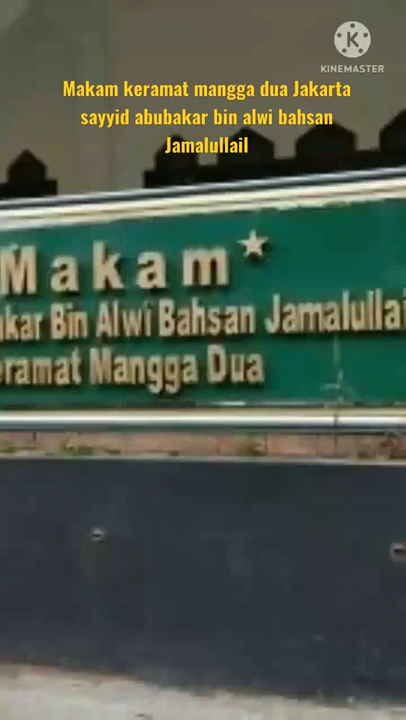 KINEMASTER
Makam keramat mangga dua Jakarta
sayyid abubakar bin alwi bahsan
Jamalullail
Makam
akar Bin Alwi Bahsan Jamalullai
eramat Mangga Dua